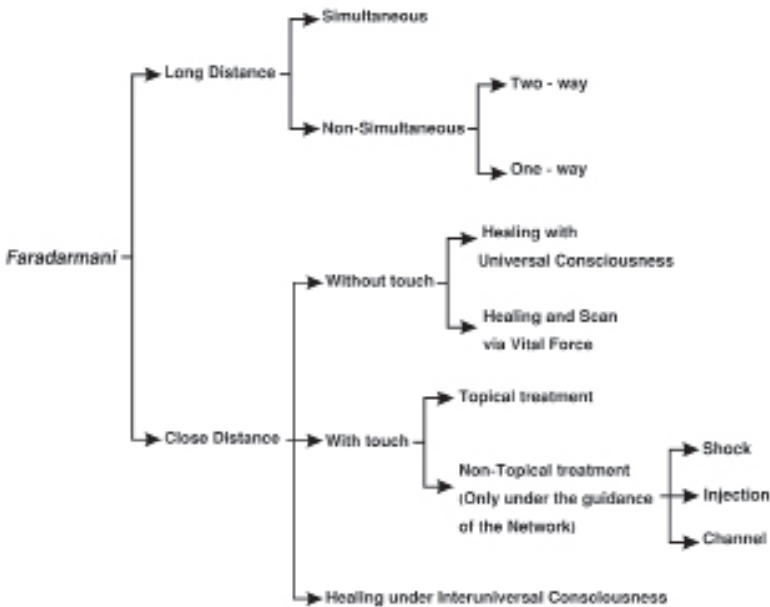 Faradarmani
Long Distance
Simultaneous
Non-Simultaneous
Two - way
One - way
Close Distance
Without touch
Healing with
Universal Consciousness
Healing and Scan
via Vital Force
With touch
Topical treatment
Non-Topical treatment
(Only under the guidance
of the Network)
Shock
Injection
Channel
Healing under Interuniversal Consciousness